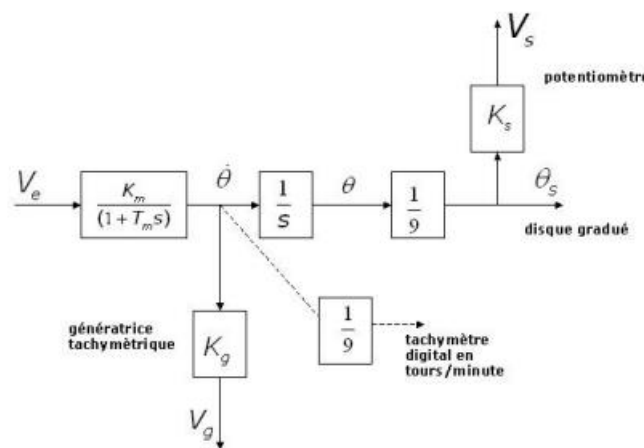 V_s
potentiomètre
K_s
V_e
K_m
(1+T_m s)
θ̇
1
s
θ
1
9
θ_s
disque gradué
génératrice
tachymètrique
K_g
1
9
tachymètre
digital en
tours/minute
V_g